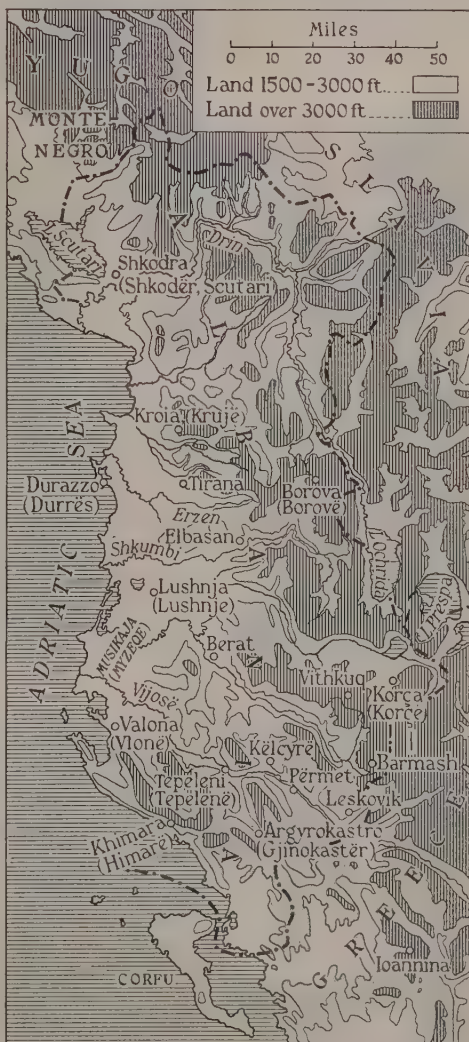 Miles
0 10 20 30 40 50
Land 1500-3000 ft.
Land over 3000 ft.
YUGOSLAVIA
MONTE-
NEGRO
Scutari
Drin
Shkodra
(Shkodër, Scutari)
ALBANIA
ADRIATIC SEA
Kroia (Krujë)
Tirana
Durazzo
(Durrës)
Borova
(Borovë)
Erzen
Elbasan
Shkumbi
L. Ochrida
L. Prespa
Lushnja
(Lushnje)
MUSIKAJA
(MYZEQE)
Berat
Vithkuq
Korca
(Korçë)
Vijosë
Valona
(Vlonë)
Këlcyrë
Barmash
Tepeleni
(Tepelenë)
Përmet
Leskovik
Argyrokastro
(Gjinokastër)
Khimara
(Himarë)
GREECE
CORFU
Ioannina